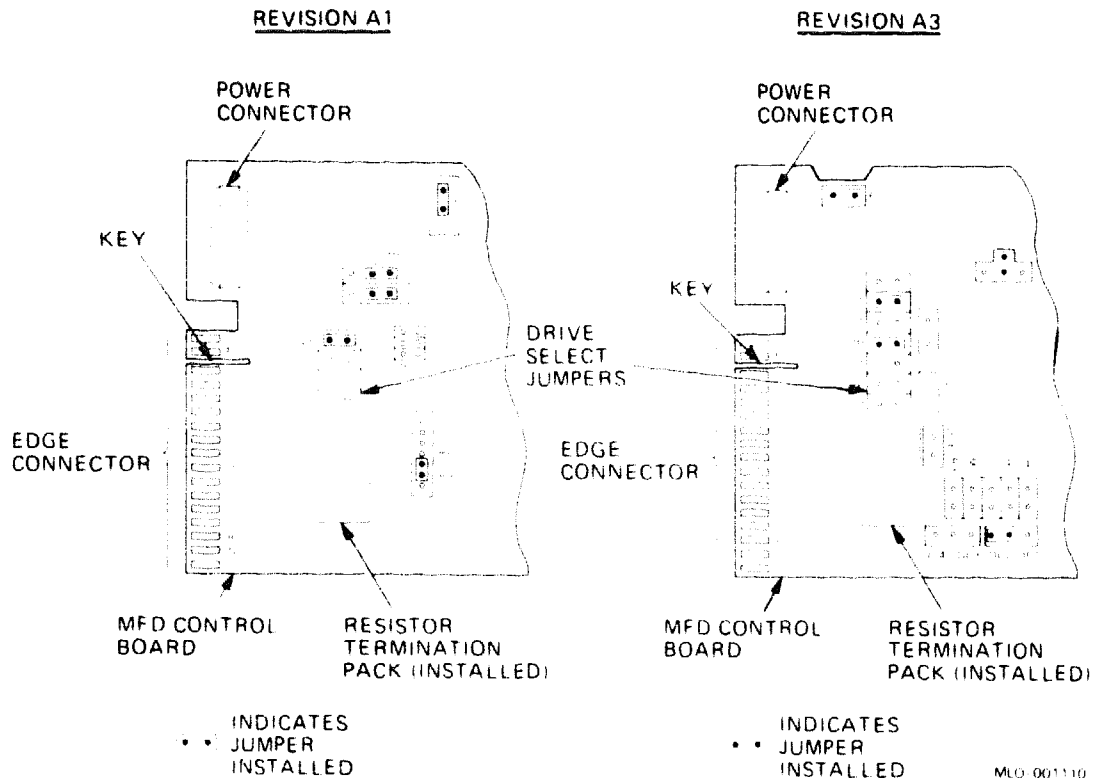 REVISION A1
POWER
CONNECTOR
KEY
EDGE
CONNECTOR
MFD CONTROL
BOARD
RESISTOR
TERMINATION
PACK (INSTALLED)
INDICATES
JUMPER
INSTALLED
DRIVE
SELECT
JUMPERS
REVISION A3
POWER
CONNECTOR
KEY
EDGE
CONNECTOR
MFD CONTROL
BOARD
RESISTOR
TERMINATION
PACK (INSTALLED)
INDICATES
JUMPER
INSTALLED
MLO-001110